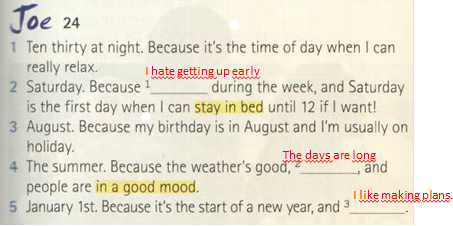 Joe 24
1 Ten thirty at night. Because it's the time of day when I can
really relax.
I hate getting up early
2 Saturday. Because 1________ during the week, and Saturday
is the first day when I can stay in bed until 12 if I want!
3 August. Because my birthday is in August and I'm usually on
holiday.
The days are long
4 The summer. Because the weather's good, 2________, and
people are in a good mood.
I like making plans.
5 January 1st. Because it's the start of a new year, and 3________.